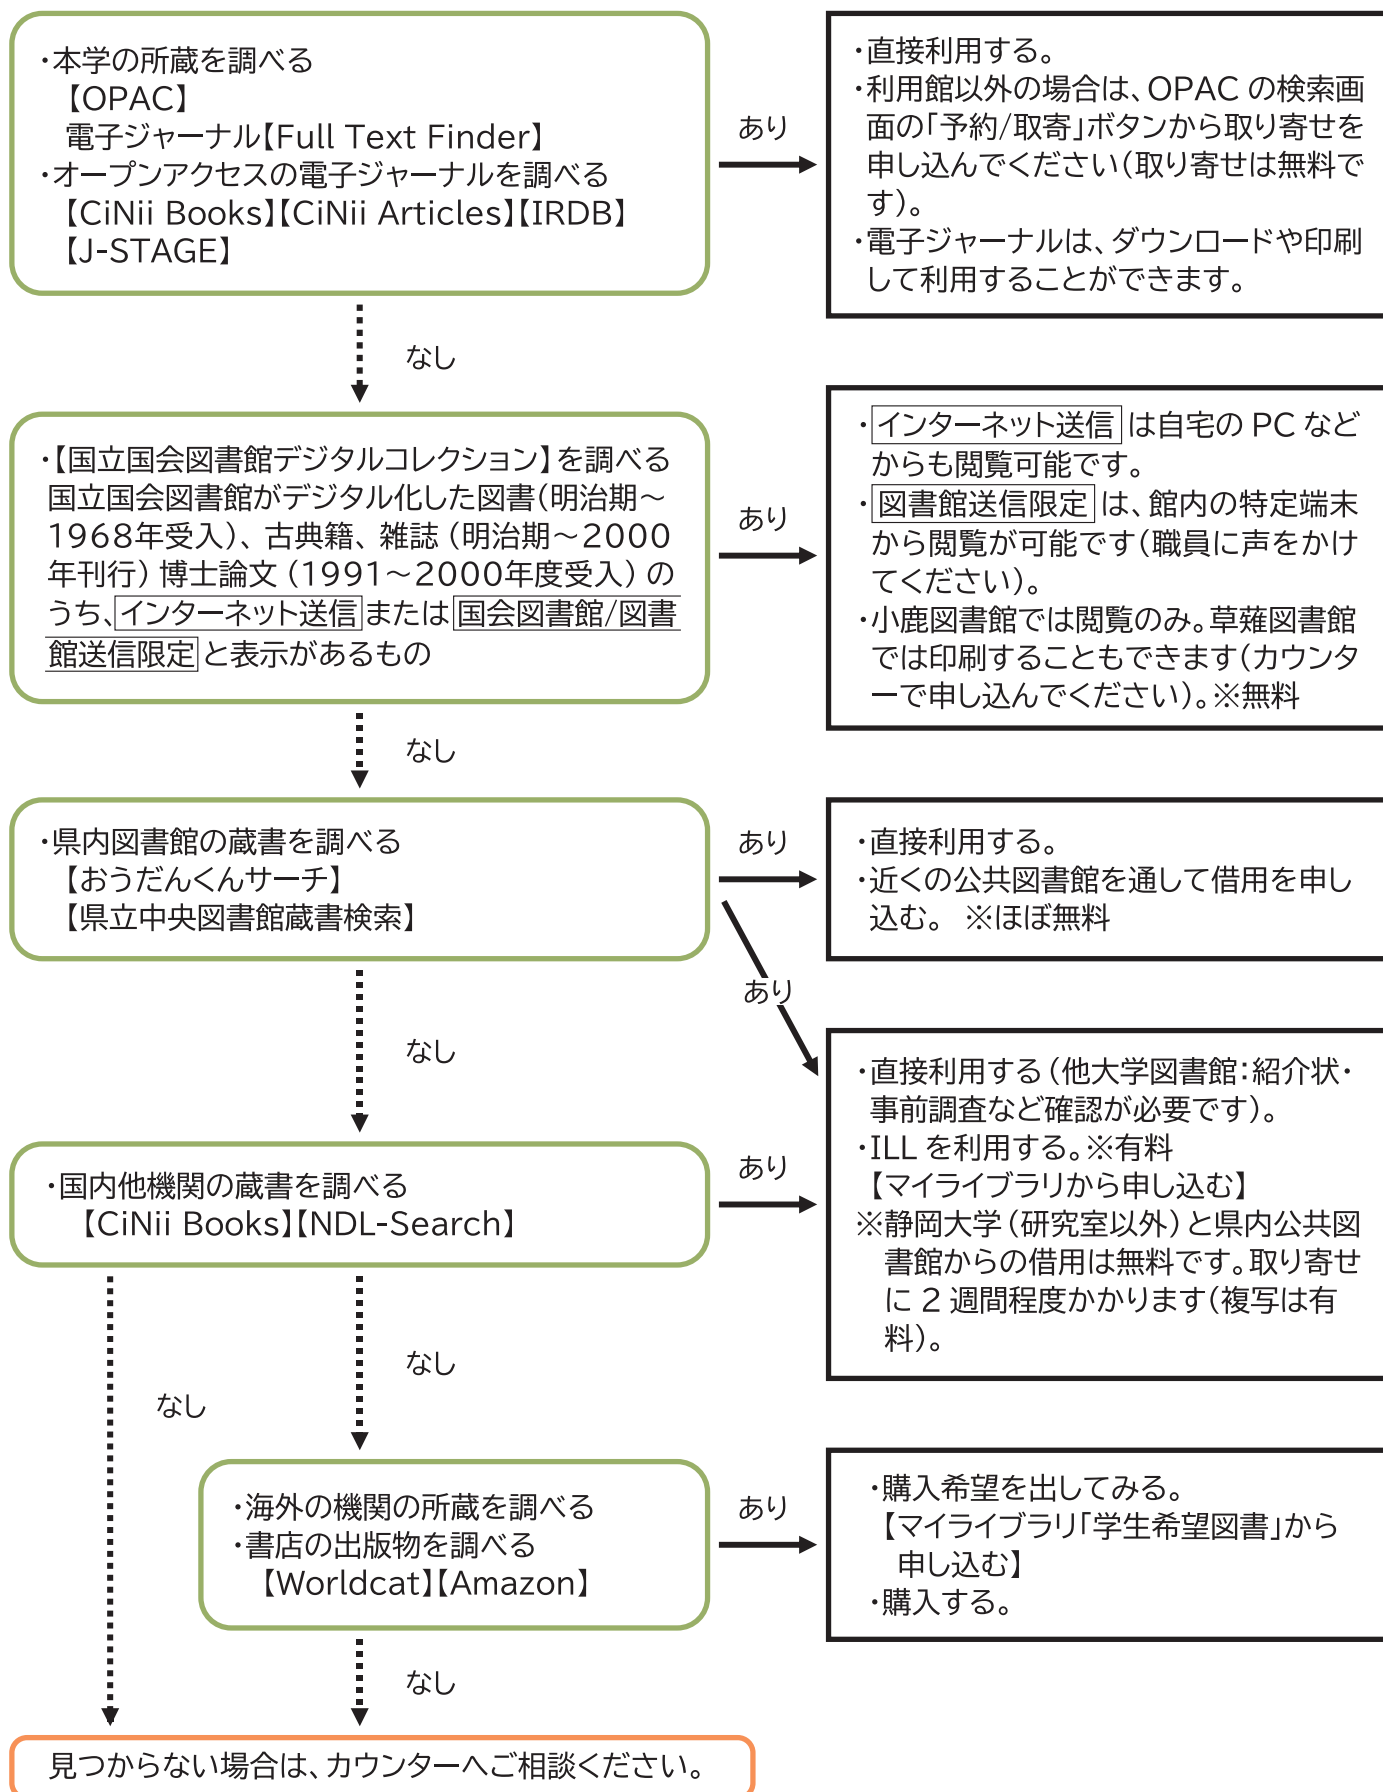 ・本学の所蔵を調べる
【OPAC】
電子ジャーナル【Full Text Finder】
・オープンアクセスの電子ジャーナルを調べる
【CiNii Books】【CiNii Articles】【IRDB】
【J-STAGE】
あり
・直接利用する。
・利用館以外の場合は、OPAC の検索画
面の「予約/取寄」ボタンから取り寄せを
申し込んでください(取り寄せは無料で
す)。
・電子ジャーナルは、ダウンロードや印刷
して利用することができます。
なし
・【国立国会図書館デジタルコレクション】を調べる
国立国会図書館がデジタル化した図書(明治期～
1968年受入)、古典籍、雑誌(明治期～2000
年刊行)博士論文(1991～2000年度受入)の
うち、インターネット送信または国会図書館/図書
館送信限定と表示があるもの
あり
・インターネット送信は自宅の PC など
からも閲覧可能です。
・図書館送信限定は、館内の特定端末
から閲覧が可能です(職員に声をかけ
てください)。
・小鹿図書館では閲覧のみ。草薙図書館
では印刷することもできます(カウンタ
ーで申し込んでください)。※無料
なし
・県内図書館の蔵書を調べる
【おうだんくんサーチ】
【県立中央図書館蔵書検索】
あり
・直接利用する。
・近くの公共図書館を通して借用を申し
込む。 ※ほぼ無料
あり
なし
・国内他機関の蔵書を調べる
【CiNii Books】【NDL-Search】
あり
・直接利用する(他大学図書館:紹介状・
事前調査など確認が必要です)。
・ILL を利用する。※有料
【マイライブラリから申し込む】
※静岡大学(研究室以外)と県内公共図
書館からの借用は無料です。取り寄せ
に 2 週間程度かかります(複写は有
料)。
なし
なし
・海外の機関の所蔵を調べる
・書店の出版物を調べる
【Worldcat】【Amazon】
あり
・購入希望を出してみる。
【マイライブラリ「学生希望図書」から
申し込む】
・購入する。
なし
見つからない場合は、カウンターへご相談ください。